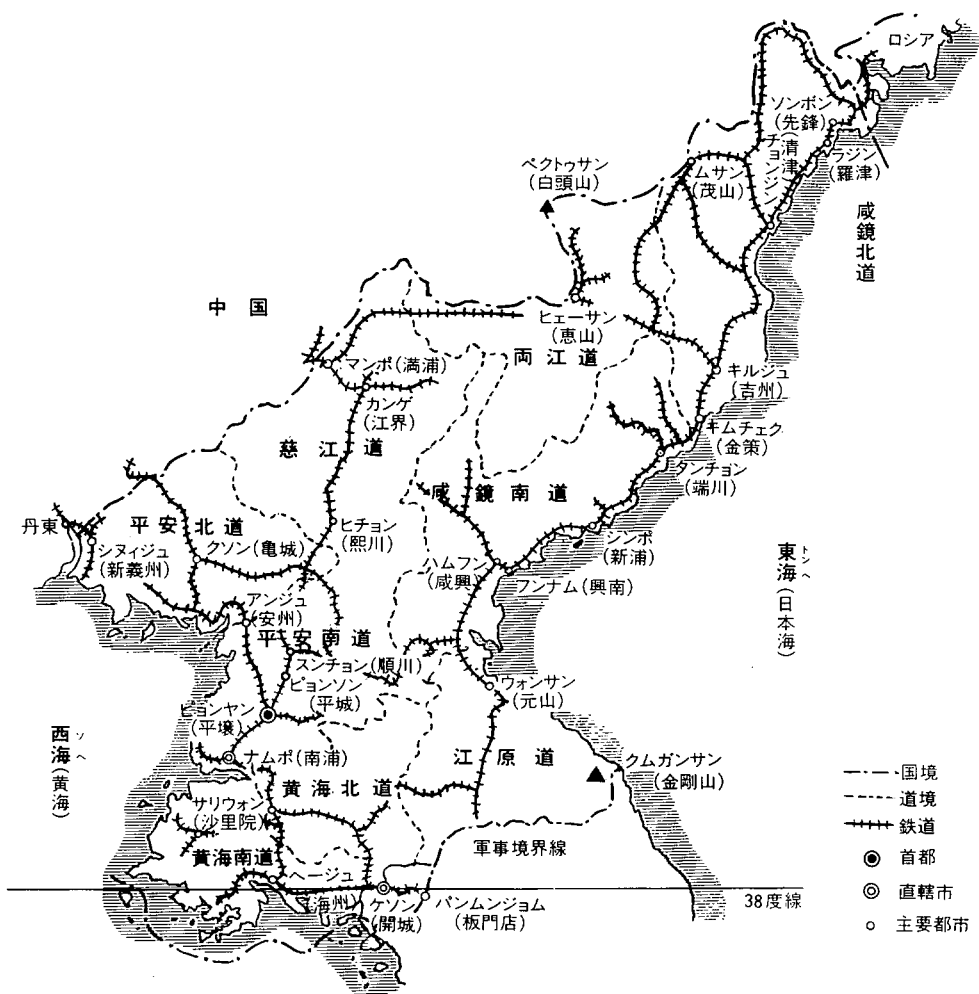 ロシア
ソンボン
(先鋒)
チョンジン
(清津)
ラジン
(羅津)
ムサン
(茂山)
ペクトゥサン
(白頭山)
咸鏡北道
中国
ヒェーサン
(恵山)
両江道
マンポ(満浦)
カンゲ
(江界)
キルジュ
(吉州)
キムチェク
(金策)
タンチョン
(端川)
慈江道
咸鏡南道
丹東
平安北道
シヌィジュ
(新義州)
クソン(亀城)
ヒチョン
(熙川)
シンポ
(新浦)
ハムフン
(咸興)
フンナム(興南)
東海(日本海)
トンヘ
アンジュ
(安州)
平安南道
スンチョン(順川)
ピョンソン
(平城)
ウォンサン
(元山)
ピョンヤン
(平壌)
西海(黄海)
ソヘ
ナムポ(南浦)
黄海北道
江原道
クムガンサン
(金剛山)
サリウォン
(沙里院)
黄海南道
軍事境界線
ヘージュ
(海州)
ケソン
(開城)
パンムンジョム
(板門店)
38度線
国境
道境
鉄道
首都
直轄市
主要都市